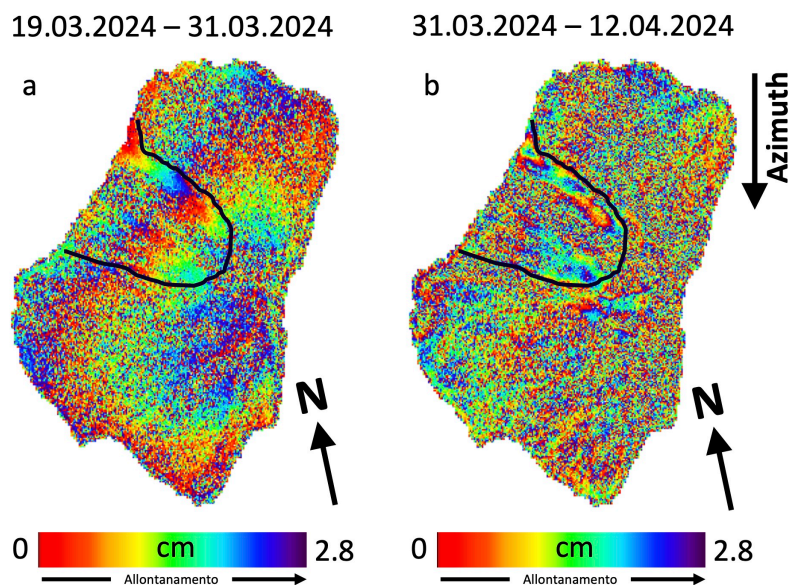 19.03.2024 – 31.03.2024
31.03.2024 – 12.04.2024
a
b
Azimuth
N
N
0 cm 2.8
0 cm 2.8
Allontanamento
Allontanamento